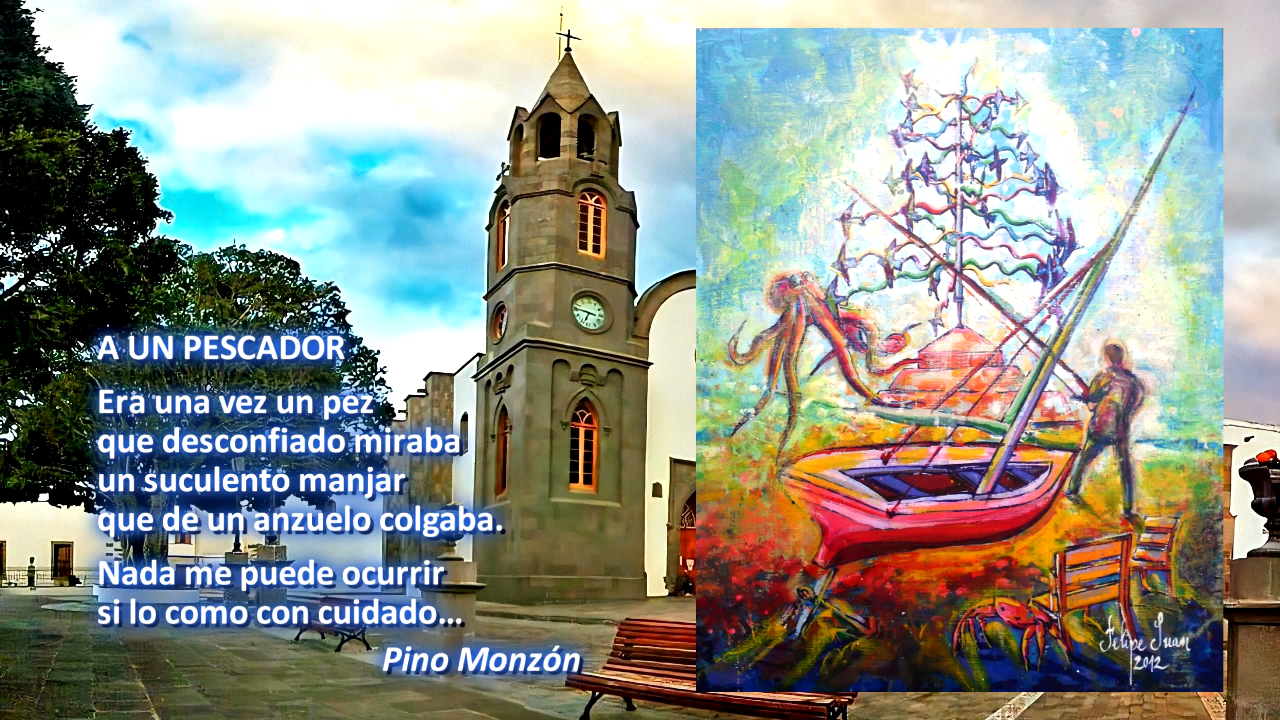 A UN PESCADOR
Era una vez un pez
que desconfiado miraba
un suculento manjar
que de un anzuelo colgaba.
Nada me puede ocurrir
si lo como con cuidado...
Pino Monzón
Felipe Juan
2012